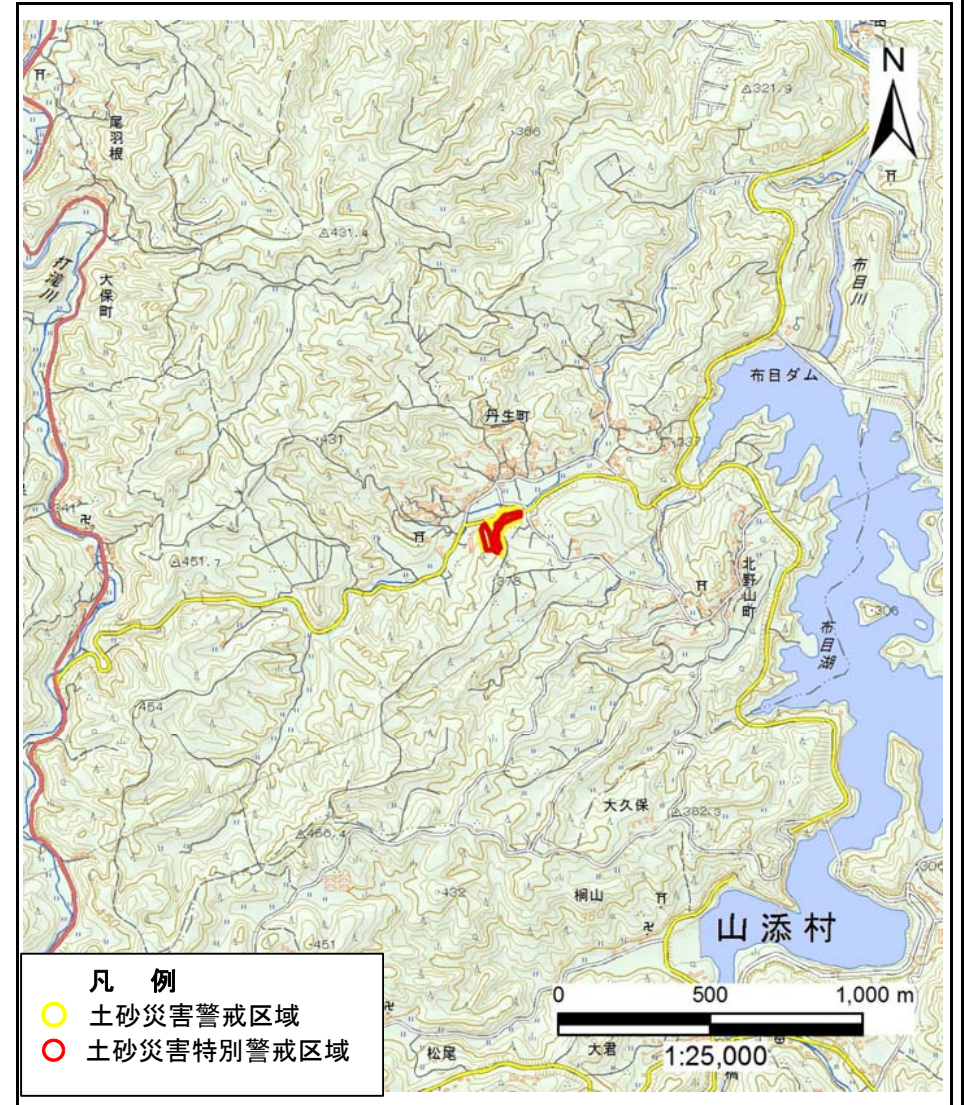 N
△321.9
・366
尾羽根
△431.4
打滝川
大保町
布目川
布目ダム
丹生町
・431
・337
341
△451.7
・378
北野山町
・306
布目湖
・454
大久保
△382.3
△456.4
・432
桐山
350
306
山添村
・451
凡 例
土砂災害警戒区域
土砂災害特別警戒区域
0 500 1,000 m
1:25,000
松尾
大君